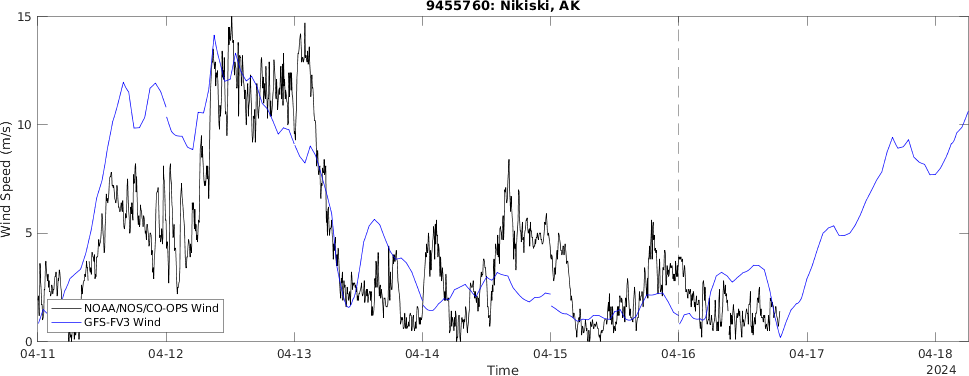 9455760: Nikiski, AK
15
10
5
0
Wind Speed (m/s)
NOAA/NOS/CO-OPS Wind
GFS-FV3 Wind
04-11 04-12 04-13 04-14 04-15 04-16 04-17 04-18
Time
2024